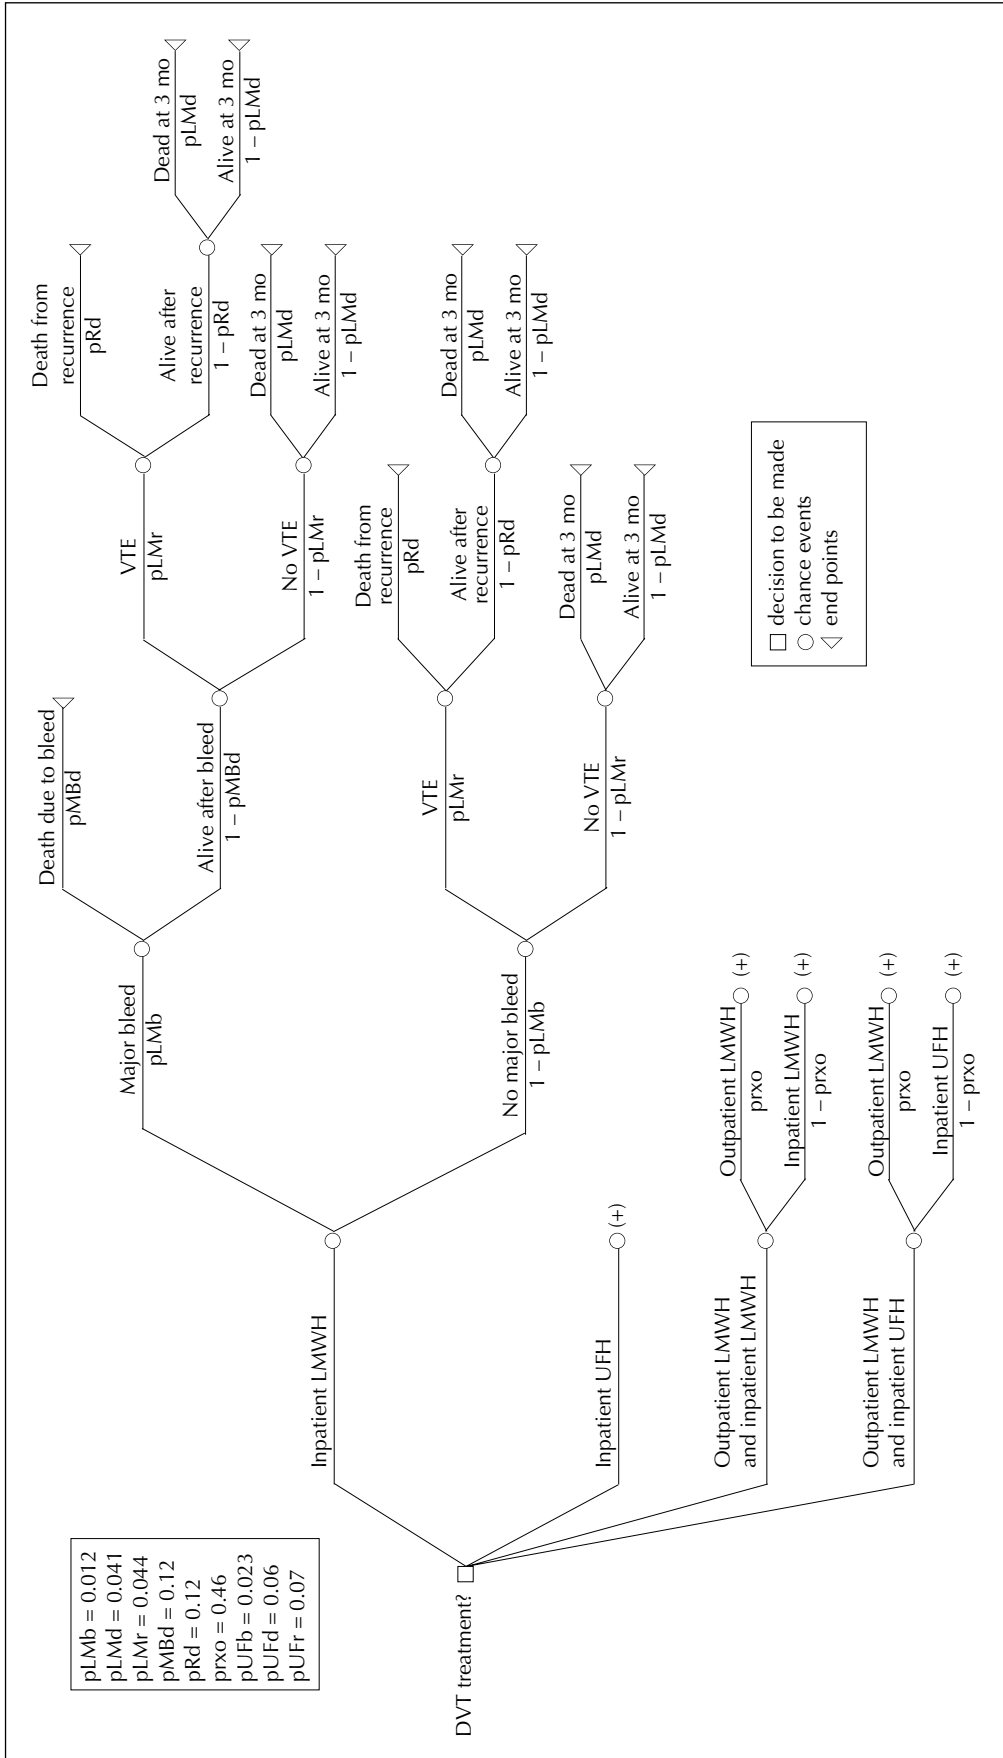 pLMb = 0.012
pLMd = 0.041
pLMr = 0.044
pMBd = 0.12
pRd = 0.12
prxo = 0.46
pUFb = 0.023
pUFd = 0.06
pUFr = 0.07
DVT treatment?
Inpatient LMWH
Major bleed
pLMb
Death due to bleed
pMBd
Alive after bleed
1 – pMBd
VTE
pLMr
Death from
recurrence
pRd
Alive after
recurrence
1 – pRd
Dead at 3 mo
pLMd
Alive at 3 mo
1 – pLMd
No VTE
1 – pLMr
Dead at 3 mo
pLMd
Alive at 3 mo
1 – pLMd
No major bleed
1 – pLMb
VTE
pLMr
Death from
recurrence
pRd
Alive after
recurrence
1 – pRd
Dead at 3 mo
pLMd
Alive at 3 mo
1 – pLMd
No VTE
1 – pLMr
Dead at 3 mo
pLMd
Alive at 3 mo
1 – pLMd
Inpatient UFH
(+)
Outpatient LMWH
and inpatient LMWH
Outpatient LMWH
prxo
(+)
Inpatient LMWH
1 – prxo
(+)
Outpatient LMWH
and inpatient UFH
Outpatient LMWH
prxo
(+)
Inpatient UFH
1 – prxo
(+)
decision to be made
chance events
end points